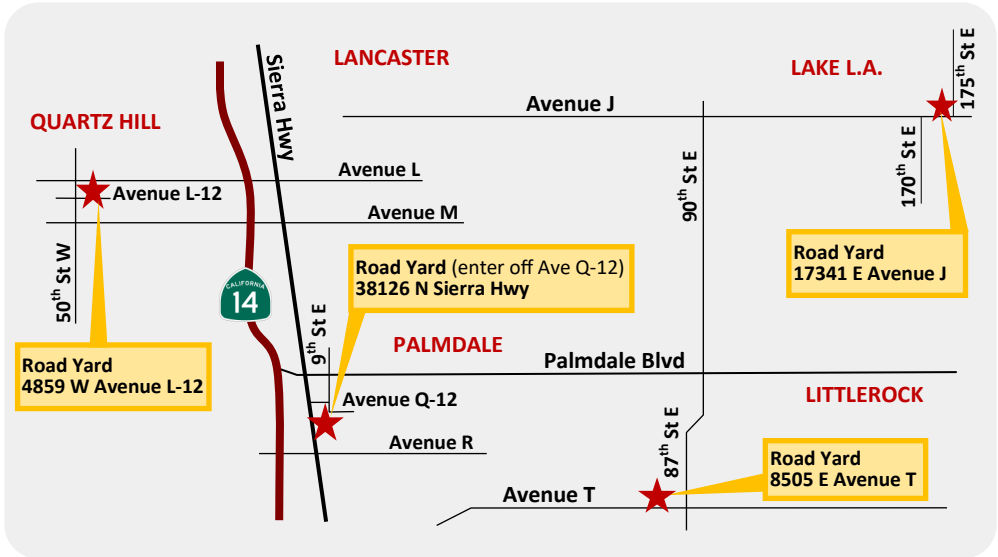 LANCASTER
LAKE L.A.
175th St E
Sierra Hwy
Avenue J
QUARTZ HILL
170th St E
90th St E
Avenue L
Avenue L-12
Avenue M
50th St W
Road Yard
17341 E Avenue J
Road Yard (enter off Ave Q-12)
38126 N Sierra Hwy
CALIFORNIA
14
9th St E
PALMDALE
Palmdale Blvd
Road Yard
4859 W Avenue L-12
LITTLEROCK
Avenue Q-12
87th St E
Avenue R
Road Yard
8505 E Avenue T
Avenue T